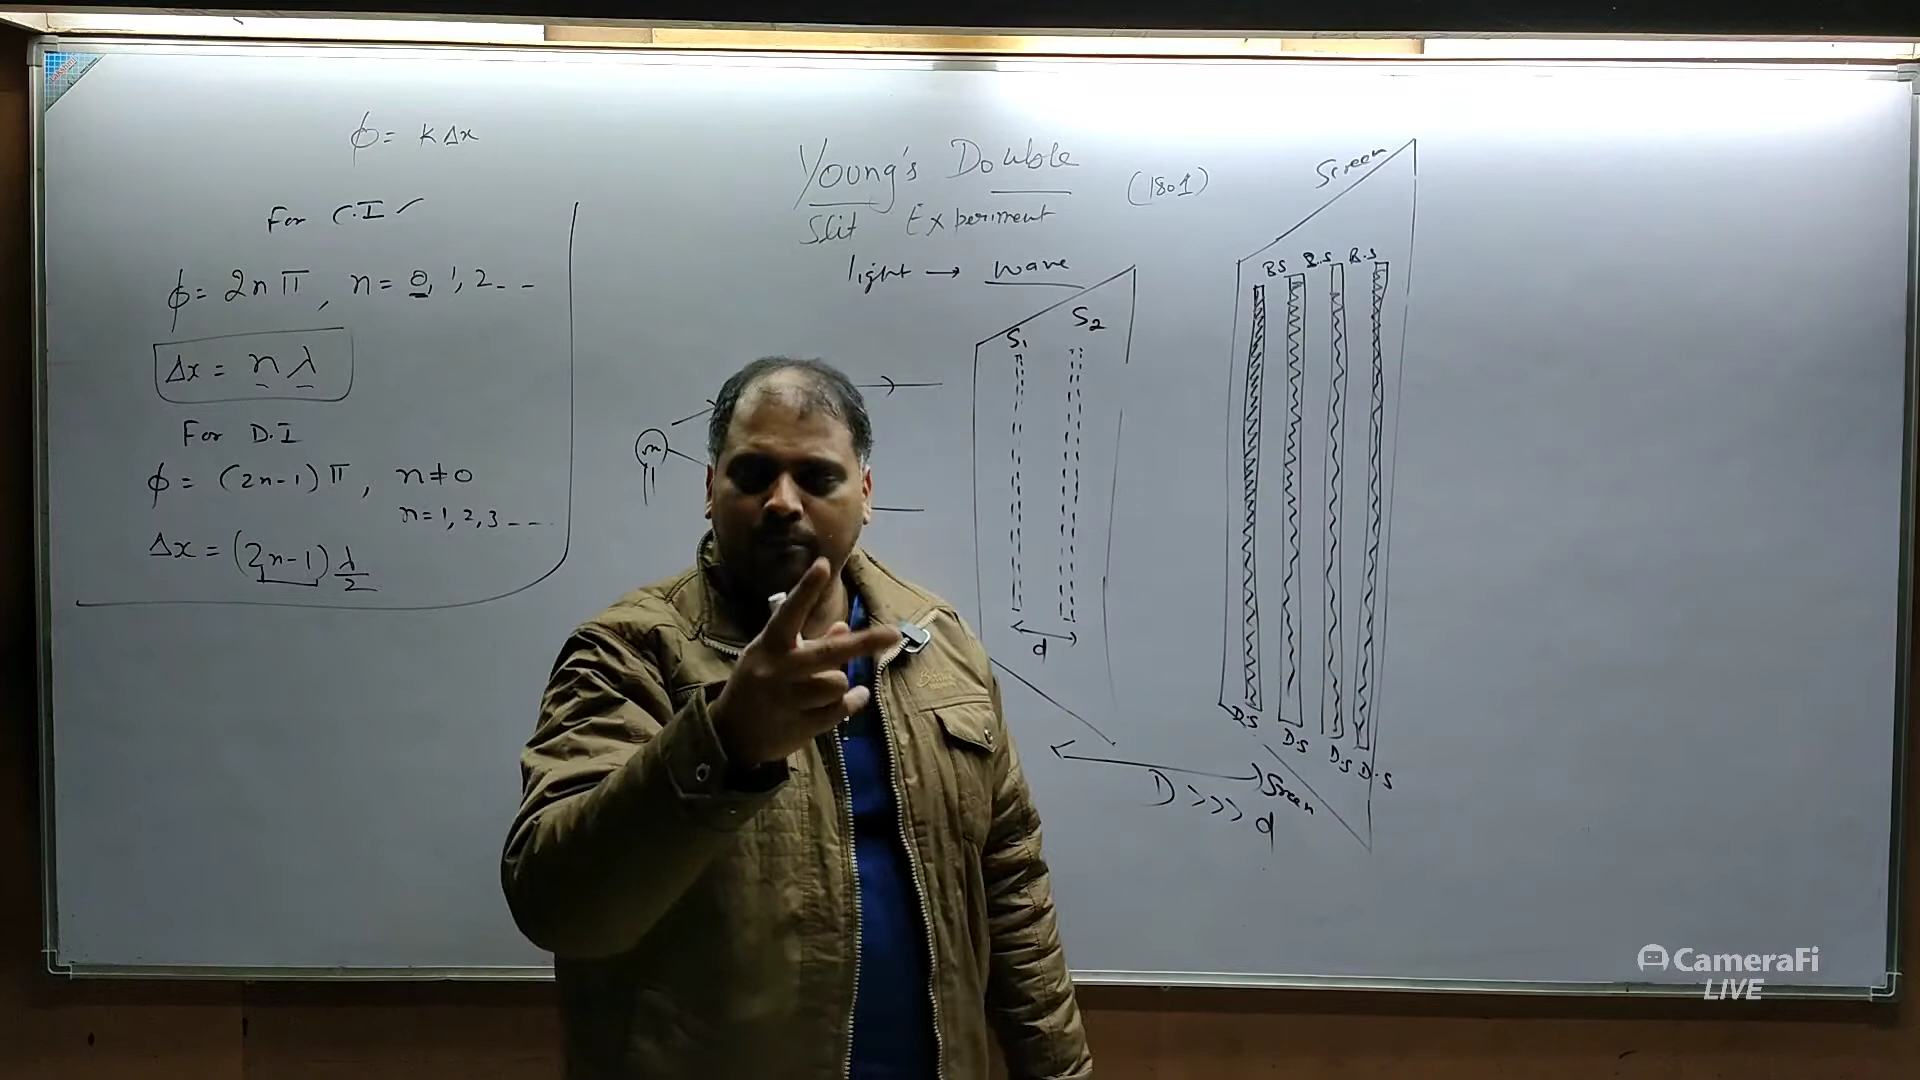 ϕ = K Δx
For C.I ✓
ϕ = 2nπ, n = 0, 1, 2 - -
Δx = nλ
For D.I
ϕ = (2n-1)π, n ≠ 0
n = 1, 2, 3 - - -
Δx = (2n-1) λ/2
Young's Double
(1801)
Slit Experiment
light → wave
S₁ S₂
d
Screen
B.S B.S B.S
D.S D.S D.S D.S
Screen
D >>> d
CameraFi
LIVE